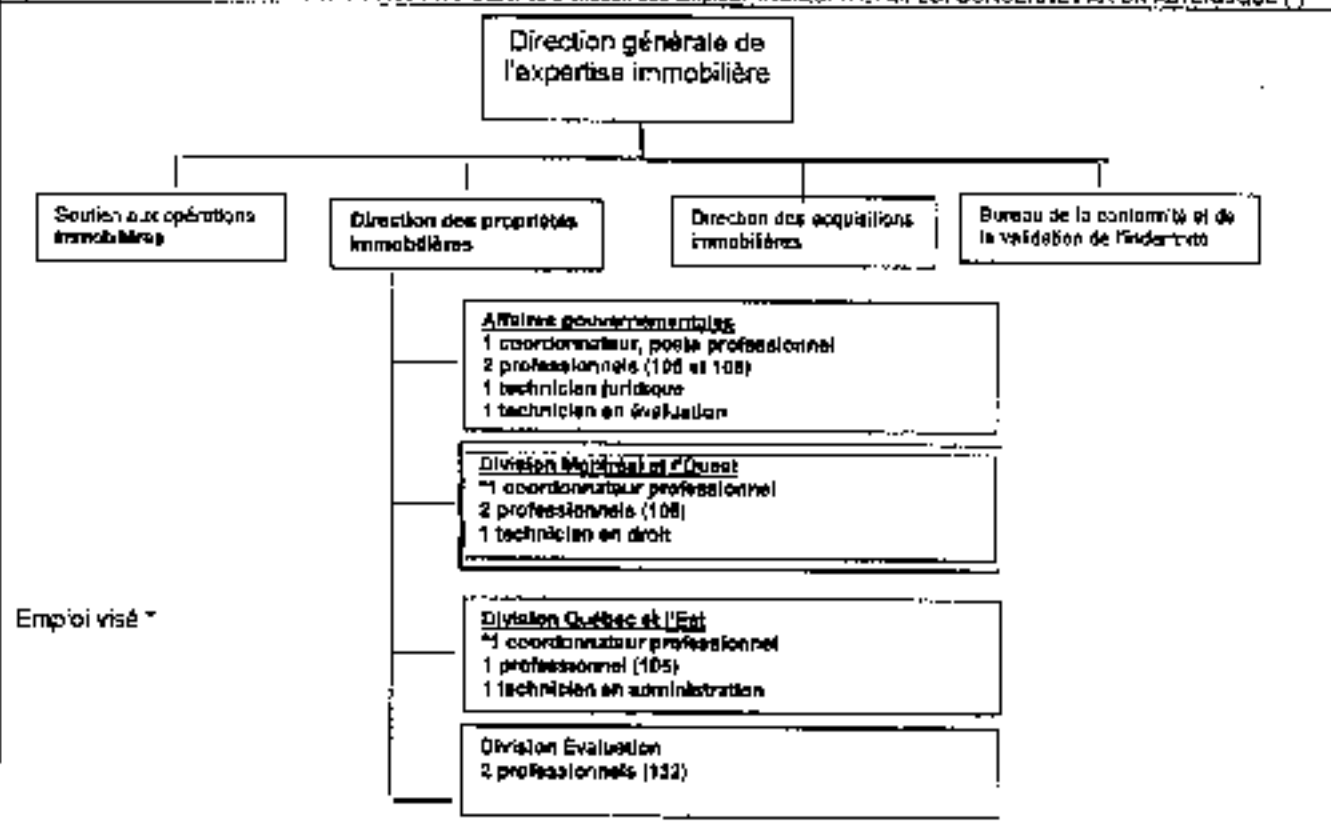 Direction générale de
l'expertise immobilière
Soutien aux opérations
immobilières
Direction des propriétés
immobilières
Direction des acquisitions
immobilières
Bureau de la conformité et de
la validation de l'indemnité
Affaires gouvernementales
1 coordonnateur, poste professionnel
2 professionnels (105 et 108)
1 technicien juridique
1 technicien en évaluation
Division Montréal et l'Ouest
*1 coordonnateur professionnel
2 professionnels (108)
1 technicien en droit
Emploi visé *
Division Québec et l'Est
*1 coordonnateur professionnel
1 professionnel (105)
1 technicien en administration
Division Évaluation
2 professionnels (132)